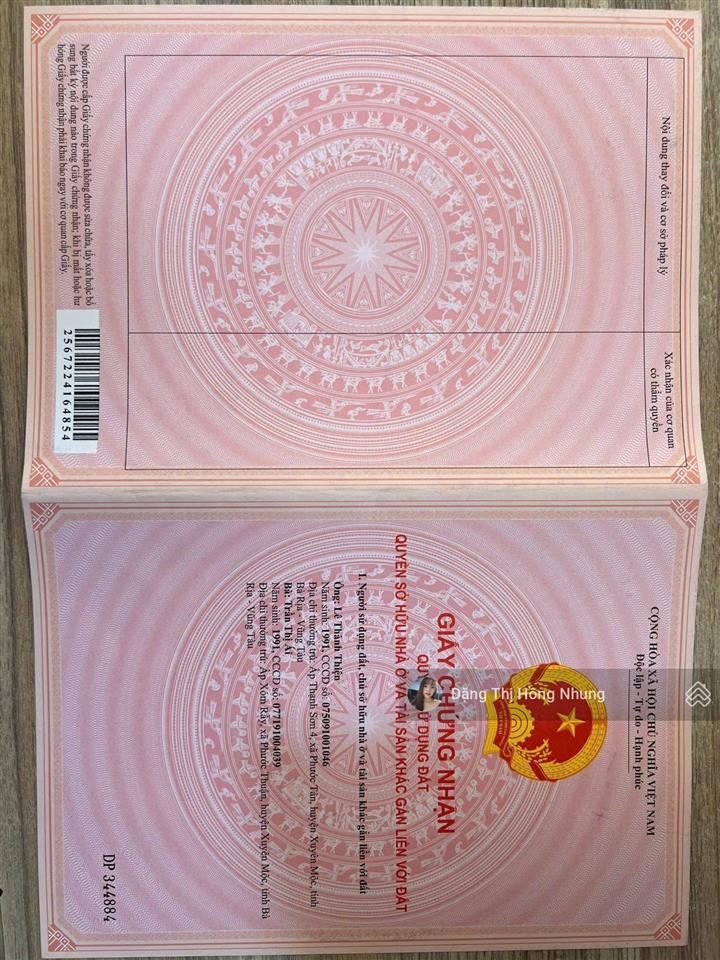 CỘNG HÒA XÃ HỘI CHỦ NGHĨA VIỆT NAM
Độc lập - Tự do - Hạnh phúc
GIẤY CHỨNG NHẬN
QU SỬ DỤNG ĐẤT
QUYỀN SỞ HỮU NHÀ Ở VÀ TÀI SẢN KHÁC GẮN LIỀN VỚI ĐẤT
I. Người sử dụng đất, chủ sở hữu nhà ở và tài sản khác gắn liền với đất
Ông: Lê Thành Thiện
Năm sinh: 1991, CCCD số: 075091001046
Địa chỉ thường trú: Ấp Thạnh Sơn 4, xã Phước Tân, huyện Xuyên Mộc, tỉnh
Bà Rịa - Vũng Tàu
Bà: Trần Thị Ái
Năm sinh: 1991, CCCD số: 077191004039
Địa chỉ thường trú: Ấp Xóm Rẫy, xã Phước Thuận, huyện Xuyên Mộc, tỉnh Bà
Rịa - Vũng Tàu
DP 344884
Nội dung thay đổi và cơ sở pháp lý
Xác nhận của cơ quan
có thẩm quyền
Người được cấp Giấy chứng nhận không được sửa chữa, tẩy xóa hoặc bổ
sung bất kỳ nội dung nào trong Giấy chứng nhận; khi bị mất hoặc hư
hỏng Giấy chứng nhận phải khai báo ngay với cơ quan cấp Giấy.
2567224164854
Đặng Thị Hồng Nhung